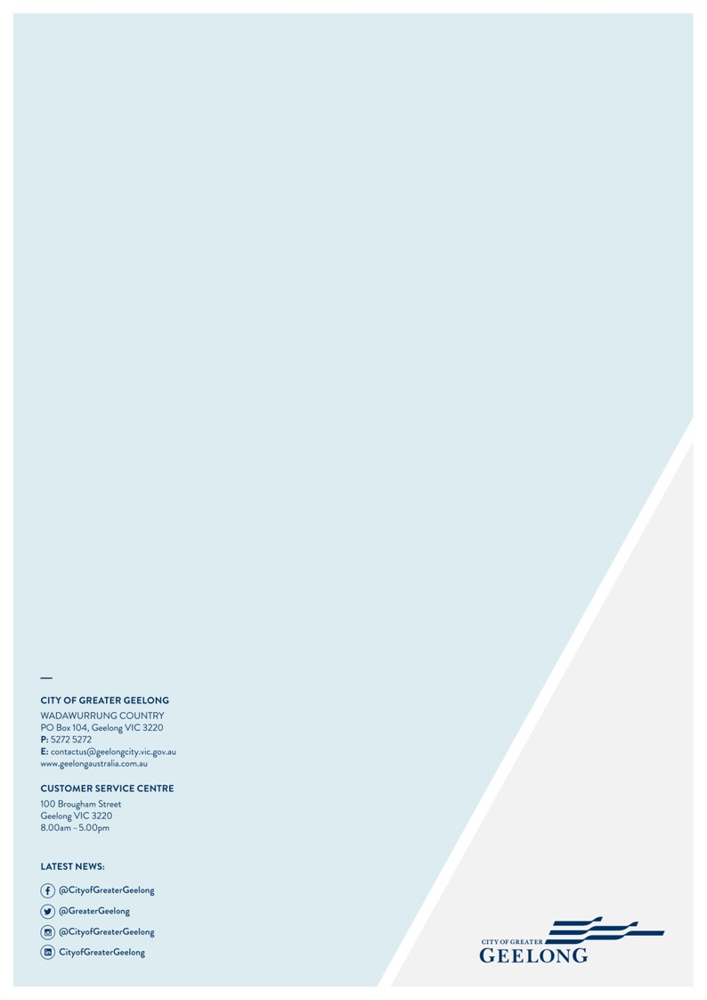 —
CITY OF GREATER GEELONG
WADAWURRUNG COUNTRY
PO Box 104, Geelong VIC 3220
P: 5272 5272
E: contactus@geelongcity.vic.gov.au
www.geelongaustralia.com.au
CUSTOMER SERVICE CENTRE
100 Brougham Street
Geelong VIC 3220
8.00am – 5.00pm
LATEST NEWS:
@CityofGreaterGeelong
@GreaterGeelong
@CityofGreaterGeelong
CityofGreaterGeelong
CITY OF GREATER
GEELONG